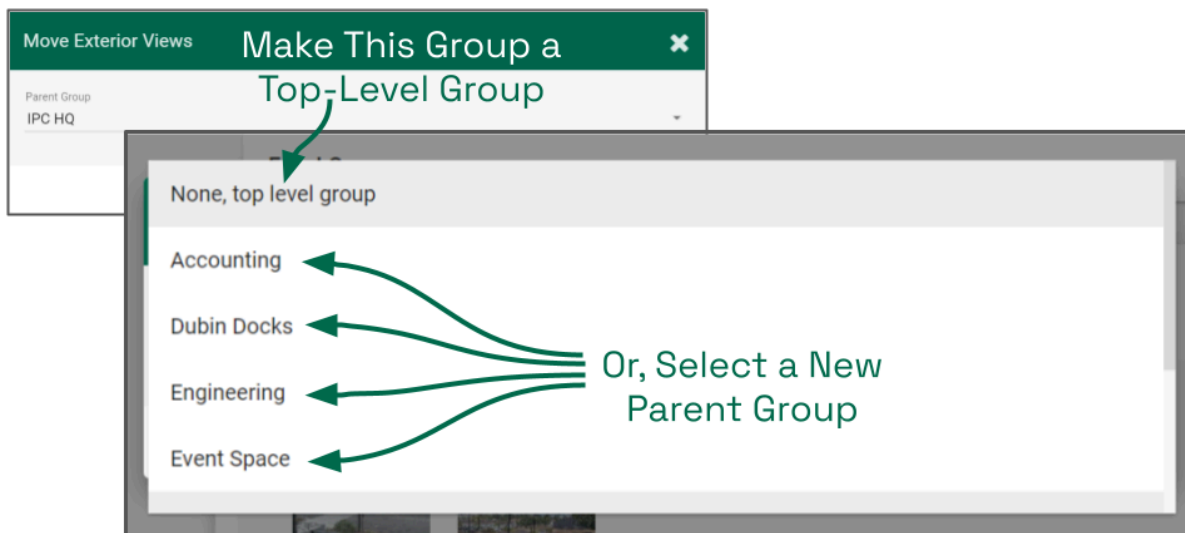 Move Exterior Views
Make This Group a
Top-Level Group
Parent Group
IPC HQ
None, top level group
Accounting
Dubin Docks
Engineering
Event Space
Or, Select a New
Parent Group